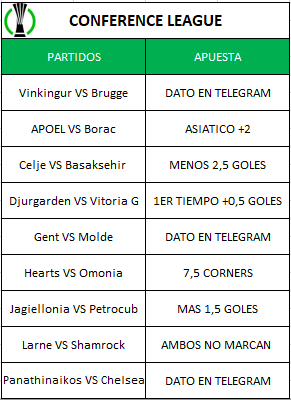 CONFERENCE LEAGUE
PARTIDOS APUESTA
Vinkingur VS Brugge DATO EN TELEGRAM
APOEL VS Borac ASIATICO +2
Celje VS Basaksehir MENOS 2,5 GOLES
Djurgarden VS Vitoria G 1ER TIEMPO +0,5 GOLES
Gent VS Molde DATO EN TELEGRAM
Hearts VS Omonia 7,5 CORNERS
Jagiellonia VS Petrocub MAS 1,5 GOLES
Larne VS Shamrock AMBOS NO MARCAN
Panathinaikos VS Chelsea DATO EN TELEGRAM